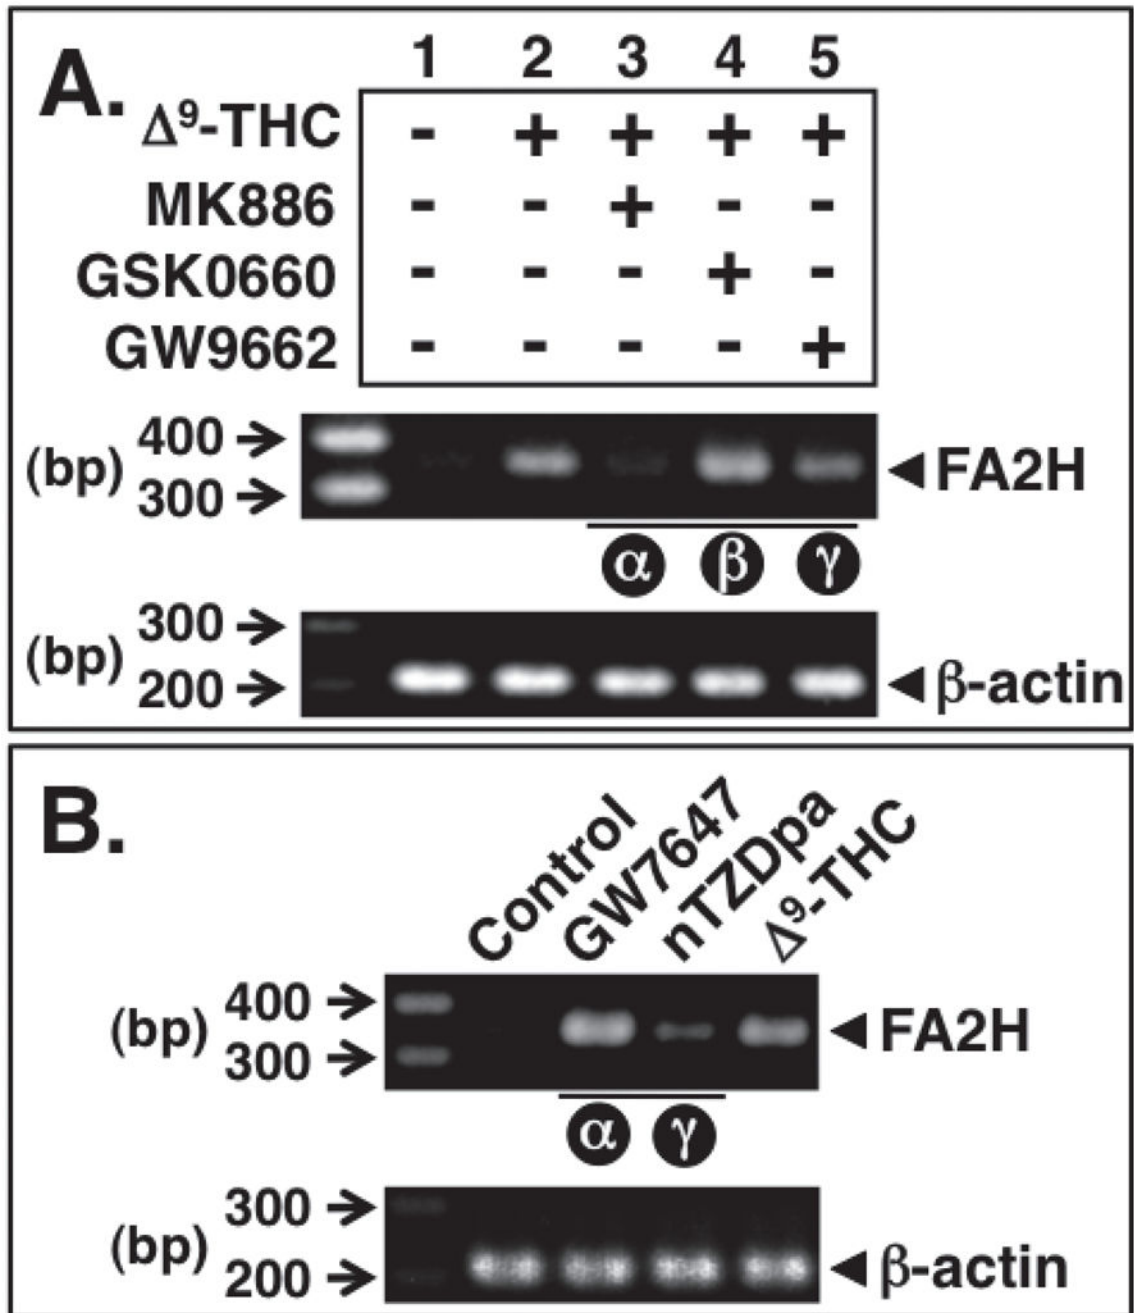 A.
1 2 3 4 5
Δ⁹-THC - + + + +
MK886 - - + - -
GSK0660 - - - + -
GW9662 - - - - +
(bp) 400 → 300 → ◄FA2H
α β γ
(bp) 300 → 200 → ◄β-actin
B.
Control GW7647 nTZDpa Δ⁹-THC
(bp) 400 → 300 → ◄FA2H
α γ
(bp) 300 → 200 → ◄β-actin